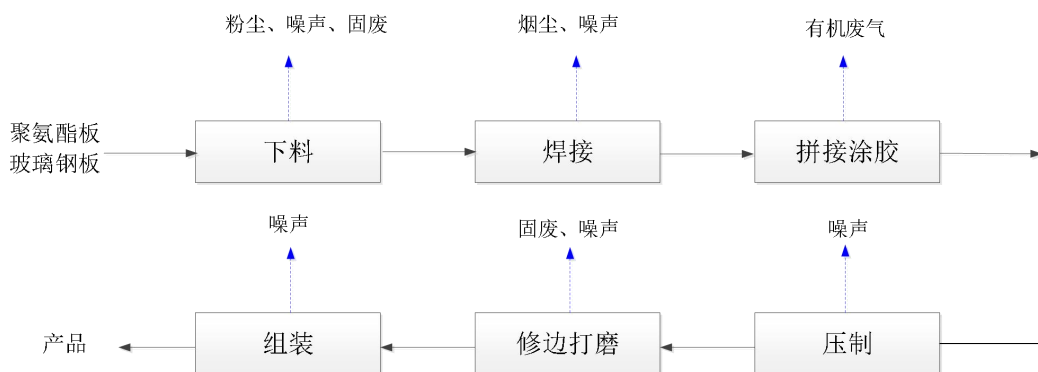 粉尘、噪声、固废
烟尘、噪声
有机废气
聚氨酯板
玻璃钢板
下料
焊接
拼接涂胶
噪声
固废、噪声
噪声
产品
组装
修边打磨
压制